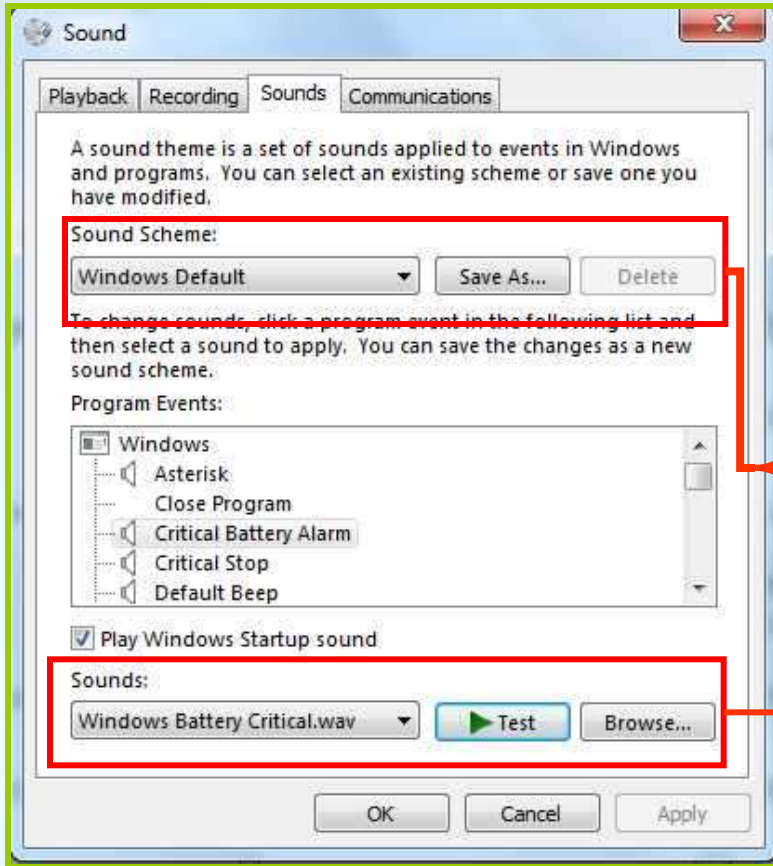 Sound
Playback Recording Sounds Communications
A sound theme is a set of sounds applied to events in Windows
and programs. You can select an existing scheme or save one you
have modified.
Sound Scheme:
Windows Default Save As... Delete
To change sounds, click a program event in the following list and
then select a sound to apply. You can save the changes as a new
sound scheme.
Program Events:
Windows
Asterisk
Close Program
Critical Battery Alarm
Critical Stop
Default Beep
Play Windows Startup sound
Sounds:
Windows Battery Critical.wav Test Browse...
OK Cancel Apply